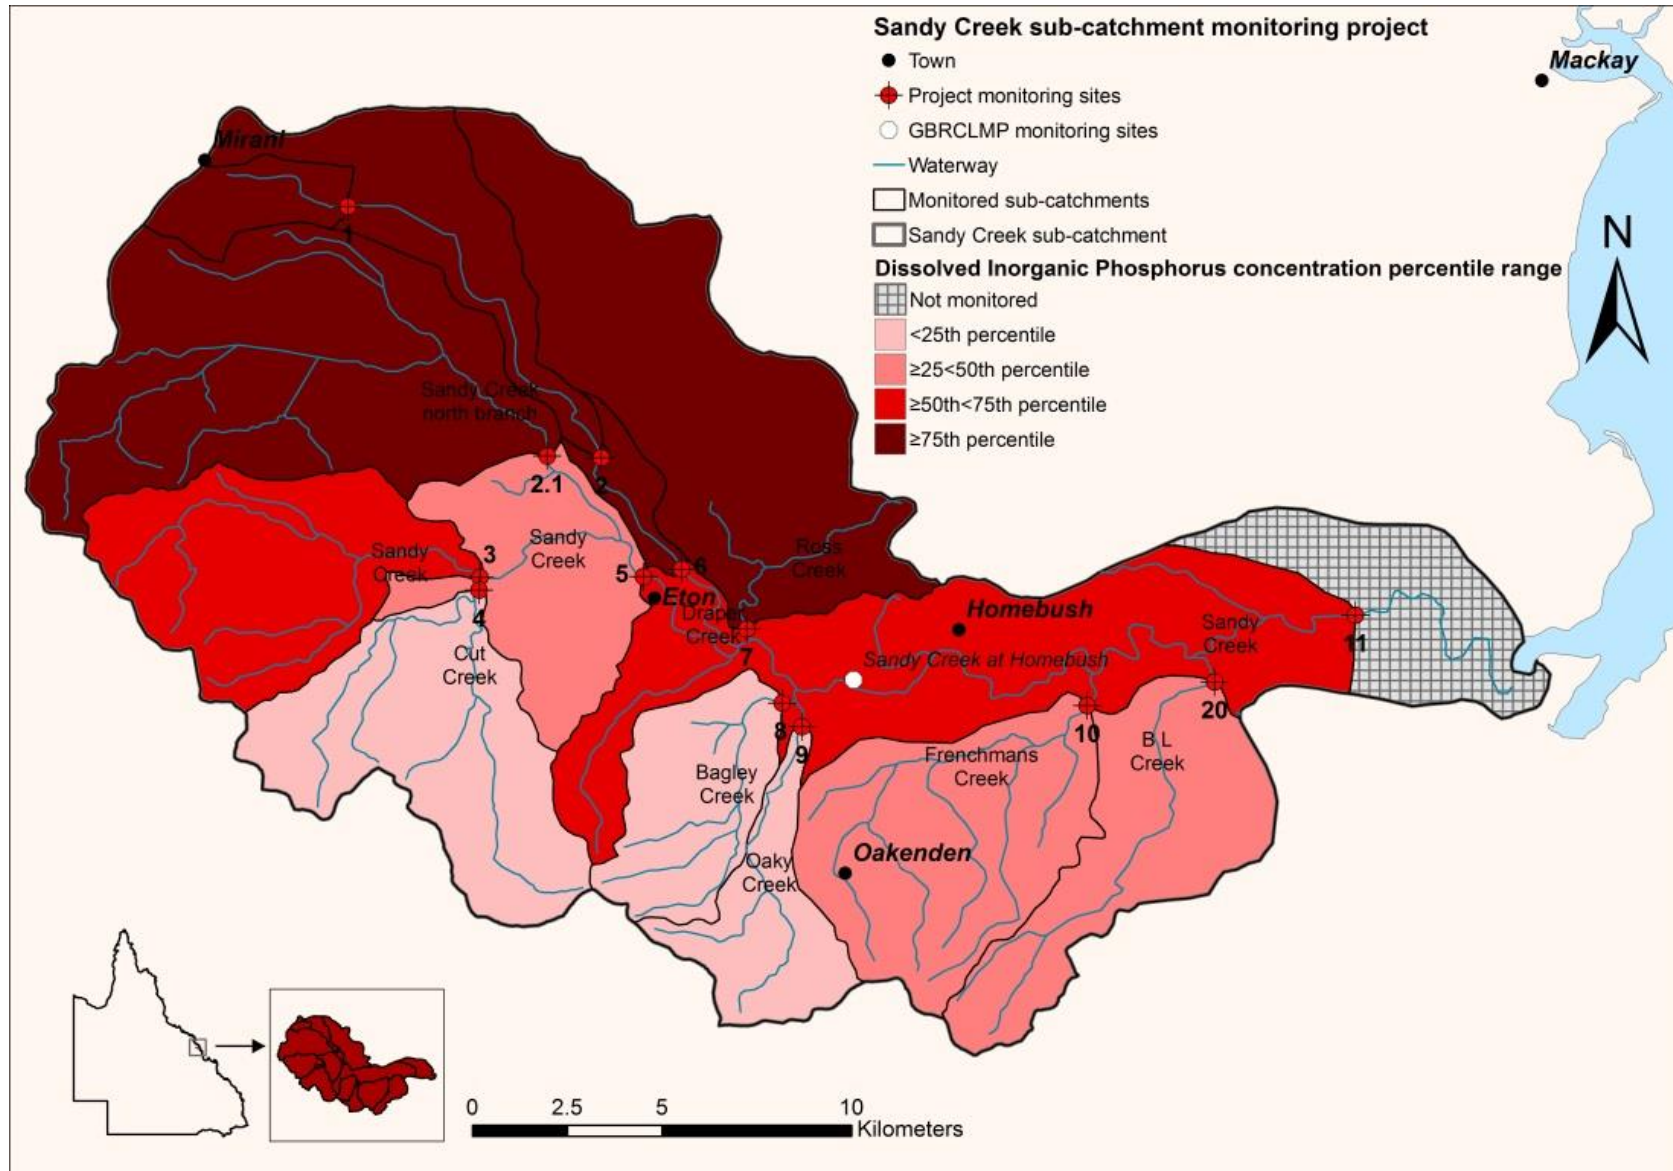 Sandy Creek sub-catchment monitoring project
Town
Project monitoring sites
GBRCLMP monitoring sites
Waterway
Monitored sub-catchments
Sandy Creek sub-catchment
Dissolved Inorganic Phosphorus concentration percentile range
Not monitored
<25th percentile
≥25<50th percentile
≥50th<75th percentile
≥75th percentile
Mackay
N
Mirani
1
Sandy Creek
north branch
2.1
2
Sandy
Creek
3
Sandy
Creek
4
5
6
Eton
Ross
Creek
Draper
Creek
7
Cut
Creek
Homebush
Sandy Creek at Homebush
Sandy
Creek
11
8
9
10
20
Bagley
Creek
Frenchmans
Creek
B L
Creek
Oaky
Creek
Oakenden
0
2.5
5
10
Kilometers